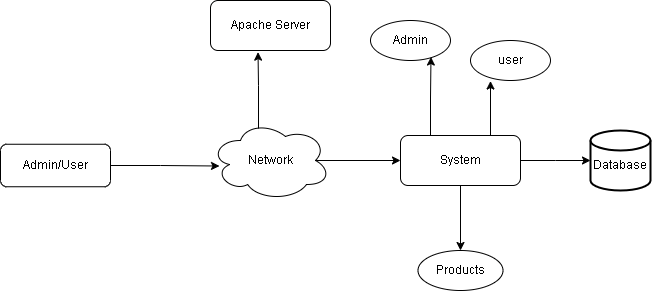 Apache Server
Admin
user
Admin/User
Network
System
Database
Products